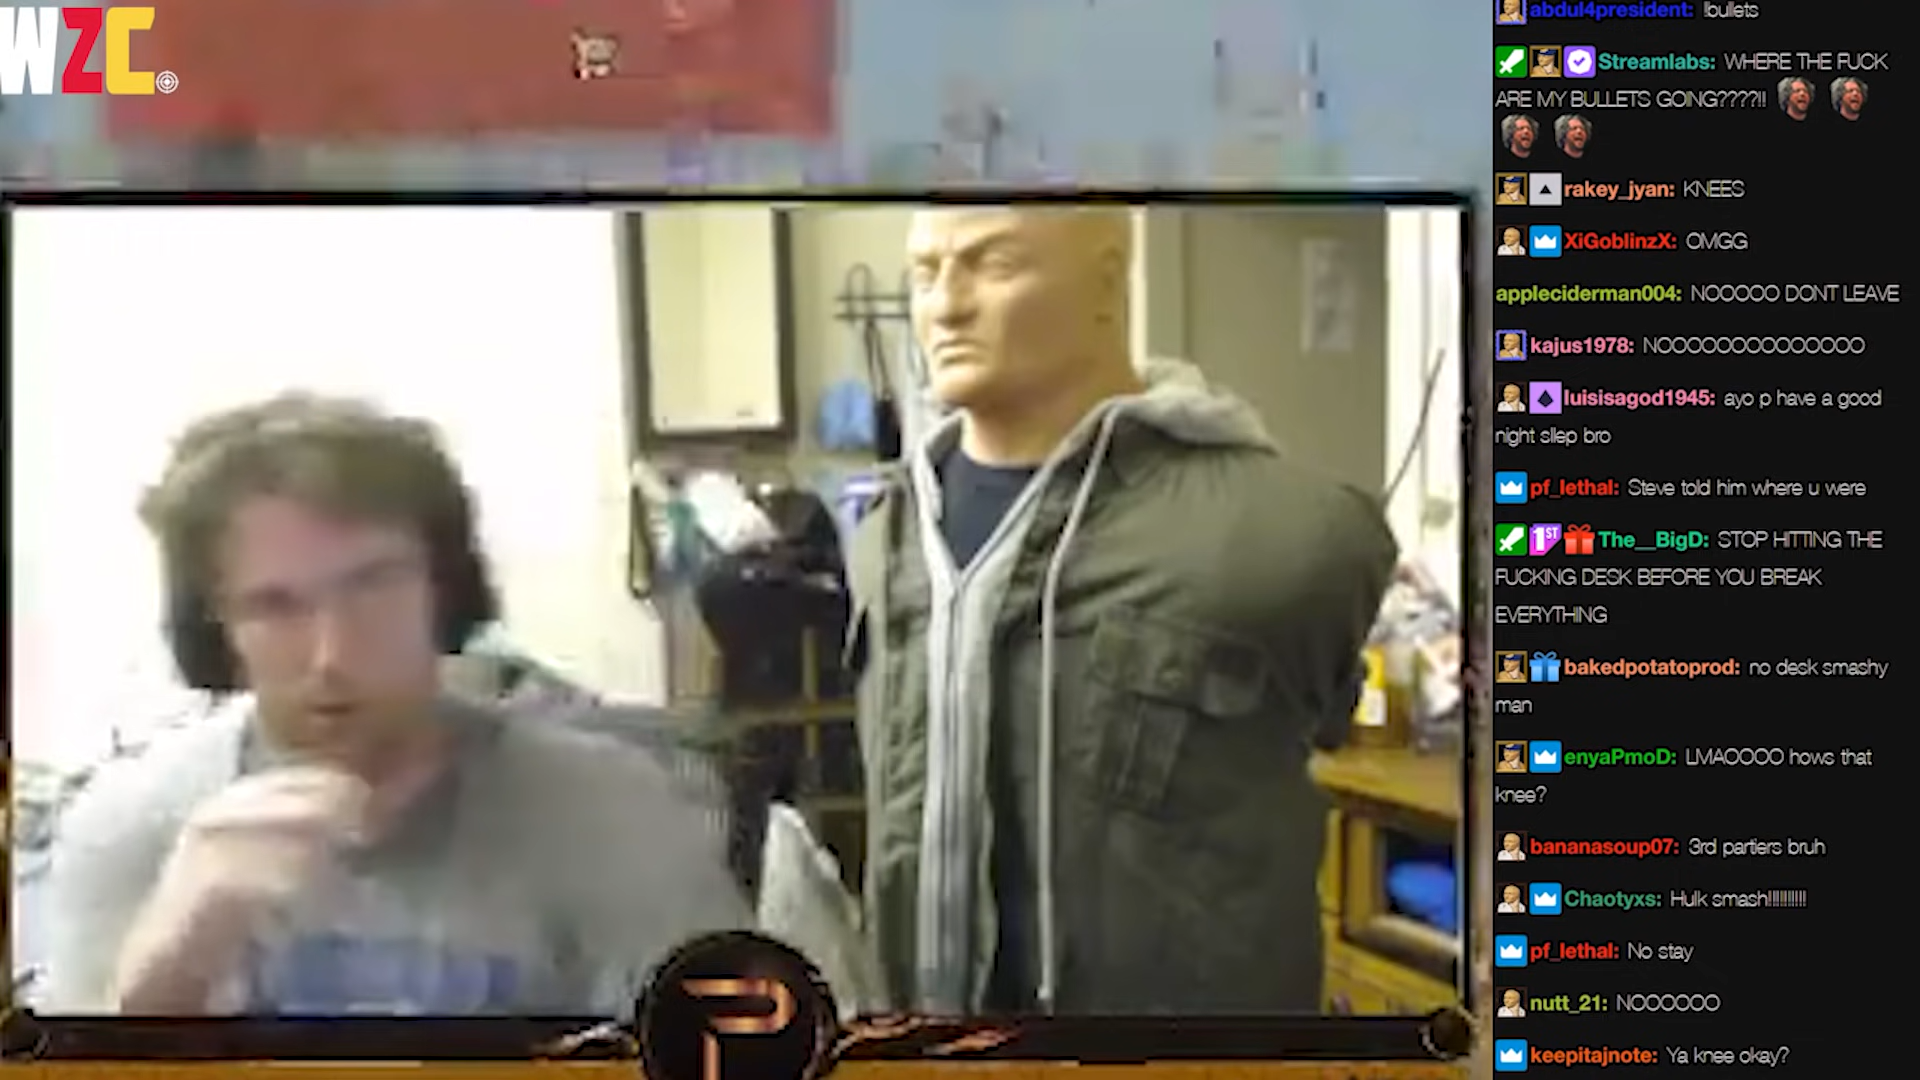 WZC
abdul4president: !bullets
Streamlabs: WHERE THE FUCK
ARE MY BULLETS GOING????!!
rakey_jyan: KNEES
XiGoblinzX: OMGG
appleciderman004: NOOOOO DONT LEAVE
kajus1978: NOOOOOOOOOOOOOO
luisisagod1945: ayo p have a good
night sllep bro
pf_lethal: Steve told him where u were
1ST The__BigD: STOP HITTING THE
FUCKING DESK BEFORE YOU BREAK
EVERYTHING
bakedpotatoprod: no desk smashy
man
enyaPmoD: LMAOOOO hows that
knee?
bananasoup07: 3rd partiers bruh
Chaotyxs: Hulk smash!!!!!!!!!!
pf_lethal: No stay
nutt_21: NOOOOOO
keepitajnote: Ya knee okay?
P